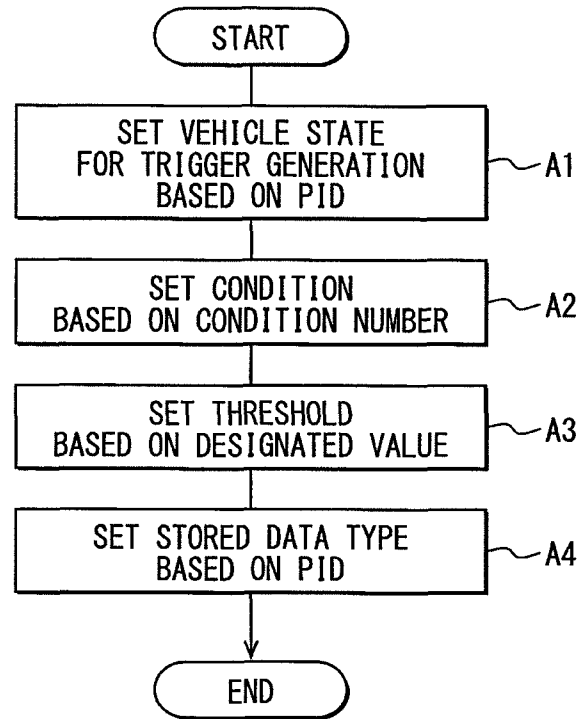 START
SET VEHICLE STATE
FOR TRIGGER GENERATION
BASED ON PID
A1
SET CONDITION
BASED ON CONDITION NUMBER
A2
SET THRESHOLD
BASED ON DESIGNATED VALUE
A3
SET STORED DATA TYPE
BASED ON PID
A4
END